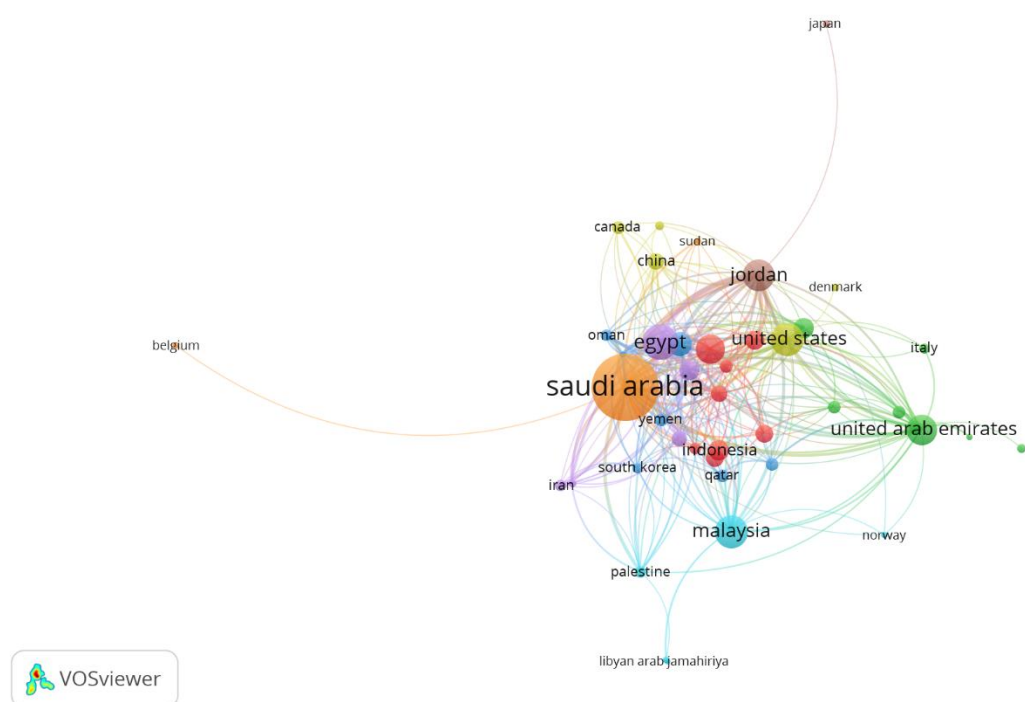 japan
canada
sudan
china
jordan
denmark
oman
egypt
united states
belgium
italy
saudi arabia
yemen
united arab emirates
indonesia
south korea
qatar
iran
malaysia
norway
palestine
libyan arab jamahiriya
VOSviewer